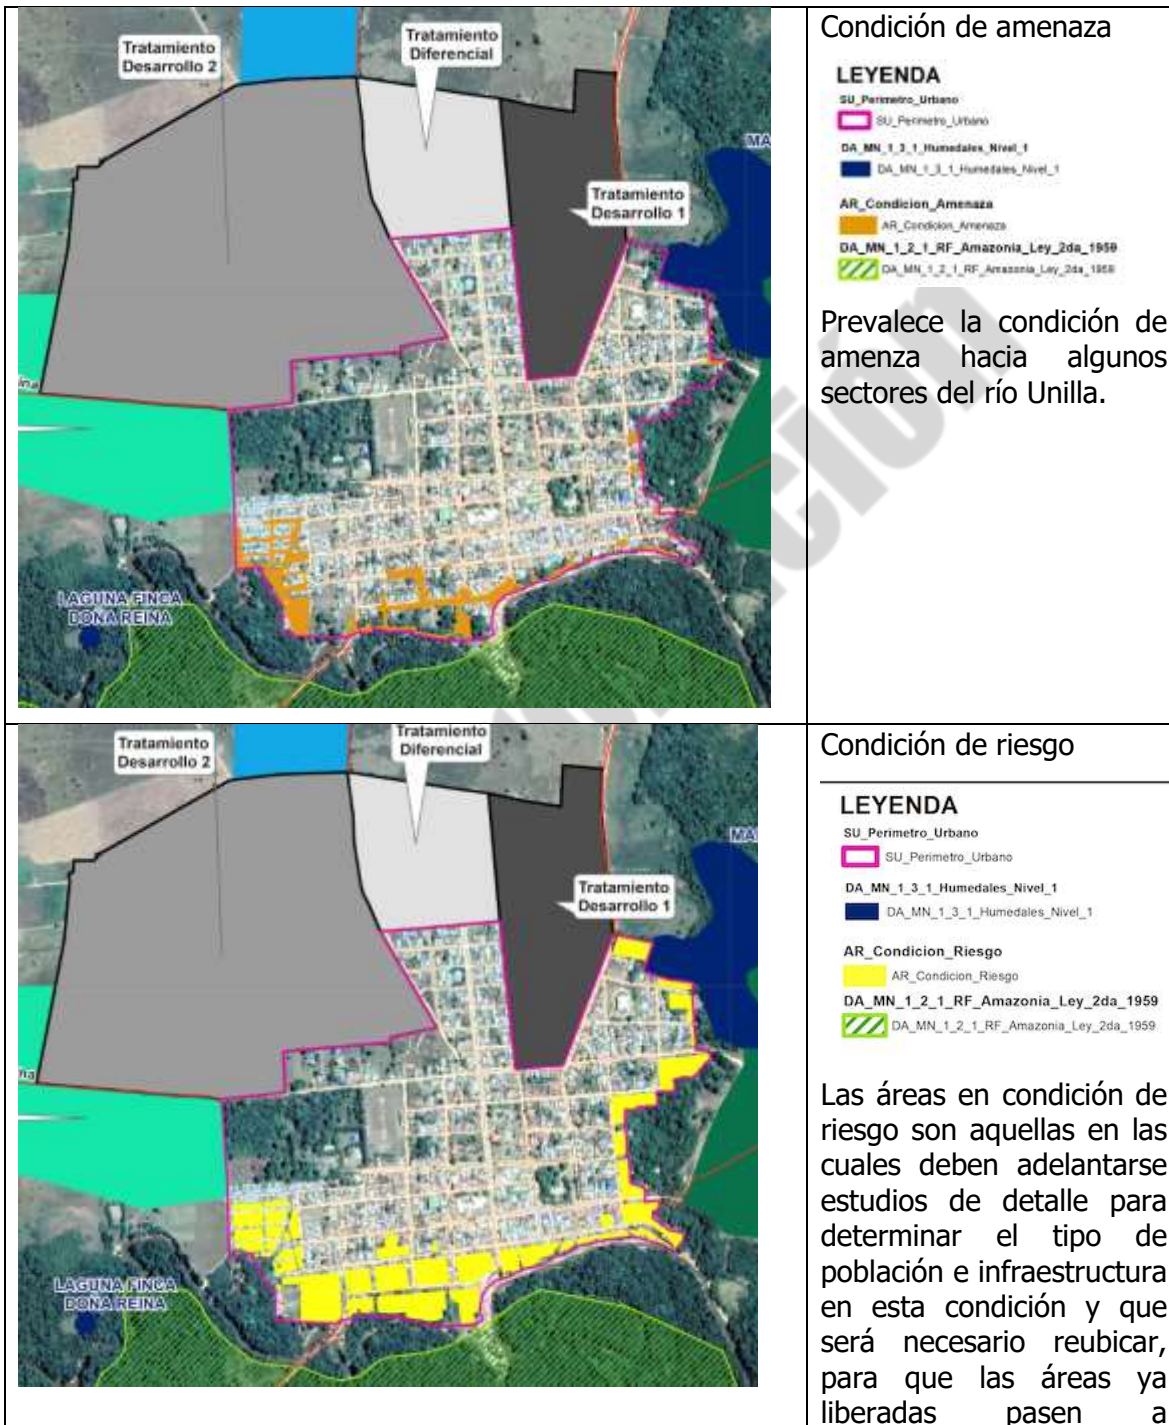 Tratamiento
Desarrollo 2
Tratamiento
Diferencial
Tratamiento
Desarrollo 1
MA
ina
LAGUNA FINCA
DOÑA REINA
Condición de amenaza
LEYENDA
SU_Perimetro_Urbano
SU_Perimetro_Urbano
DA_MN_1_3_1_Humedales_Nivel_1
DA_MN_1_3_1_Humedales_Nivel_1
AR_Condicion_Amenaza
AR_Condicion_Amenaza
DA_MN_1_2_1_RF_Amazonia_Ley_2da_1959
DA_MN_1_2_1_RF_Amazonia_Ley_2da_1959
Prevalece la condición de
amenza hacia algunos
sectores del río Unilla.
Tratamiento
Desarrollo 2
Tratamiento
Diferencial
Tratamiento
Desarrollo 1
MA
na
LAGUNA FINCA
DOÑA REINA
Condición de riesgo
LEYENDA
SU_Perimetro_Urbano
SU_Perimetro_Urbano
DA_MN_1_3_1_Humedales_Nivel_1
DA_MN_1_3_1_Humedales_Nivel_1
AR_Condicion_Riesgo
AR_Condicion_Riesgo
DA_MN_1_2_1_RF_Amazonia_Ley_2da_1959
DA_MN_1_2_1_RF_Amazonia_Ley_2da_1959
Las áreas en condición de
riesgo son aquellas en las
cuales deben adelantarse
estudios de detalle para
determinar el tipo de
población e infraestructura
en esta condición y que
será necesario reubicar,
para que las áreas ya
liberadas pasen a